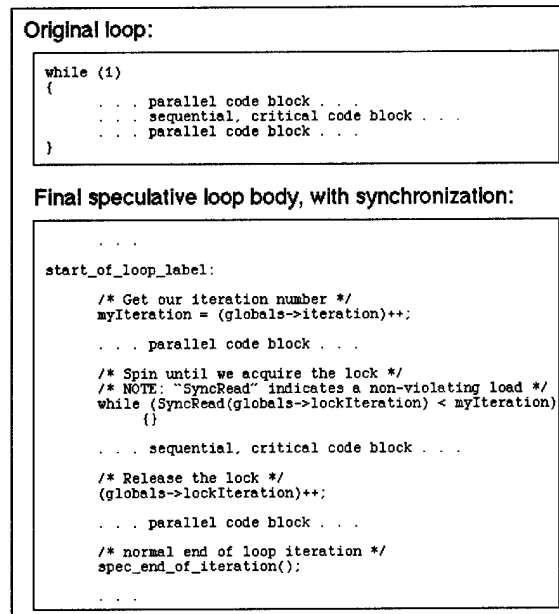 Original loop:
while (1)
{
. . . parallel code block . . .
. . . sequential, critical code block . . .
. . . parallel code block . . .
}
Final speculative loop body, with synchronization:
. . .
start_of_loop_label:
/* Get our iteration number */
myIteration = (globals->iteration)++;
. . . parallel code block . . .
/* Spin until we acquire the lock */
/* NOTE: "SyncRead" indicates a non-violating load */
while (SyncRead(globals->lockIteration) < myIteration)
{}
. . . sequential, critical code block . . .
/* Release the lock */
(globals->lockIteration)++;
. . . parallel code block . . .
/* normal end of loop iteration */
spec_end_of_iteration();
. . .